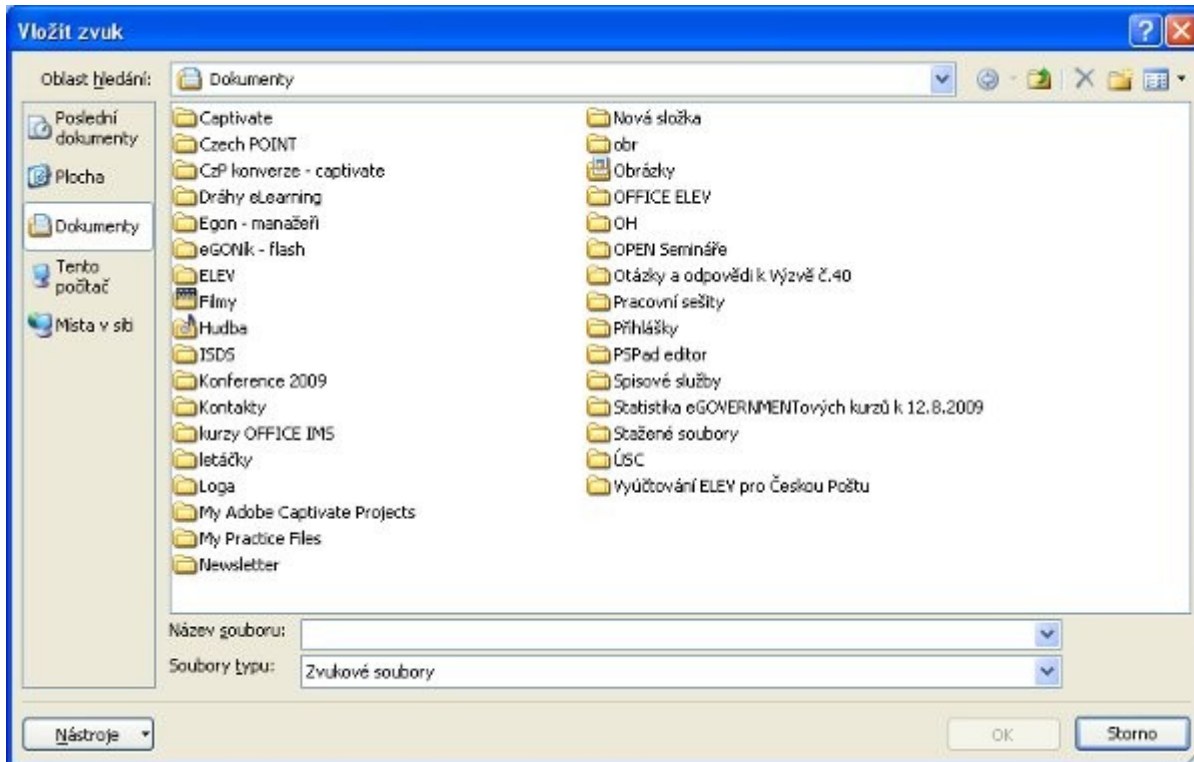 Vložit zvuk
Oblast hledání:
Dokumenty
Poslední
dokumenty
Plocha
Dokumenty
Tento
počítač
Místa v síti
Captivate
Czech POINT
CzP konverze - captivate
Dráhy eLearning
Egon - manažeři
eGONik - flash
ELEV
Filmy
Hudba
ISDS
Konference 2009
Kontakty
kurzy OFFICE IMS
letáčky
Loga
My Adobe Captivate Projects
My Practice Files
Newsletter
Nová složka
obr
Obrázky
OFFICE ELEV
OH
OPEN Semináře
Otázky a odpovědi k Výzvě č.40
Pracovní sešity
Přihlášky
PSPad editor
Spisové služby
Statistika eGOVERNMENTových kurzů k 12.8.2009
Stažené soubory
ÚSC
Vyúčtování ELEV pro Českou Poštu
Název souboru:
Soubory typu:
Zvukové soubory
Nástroje
OK
Storno